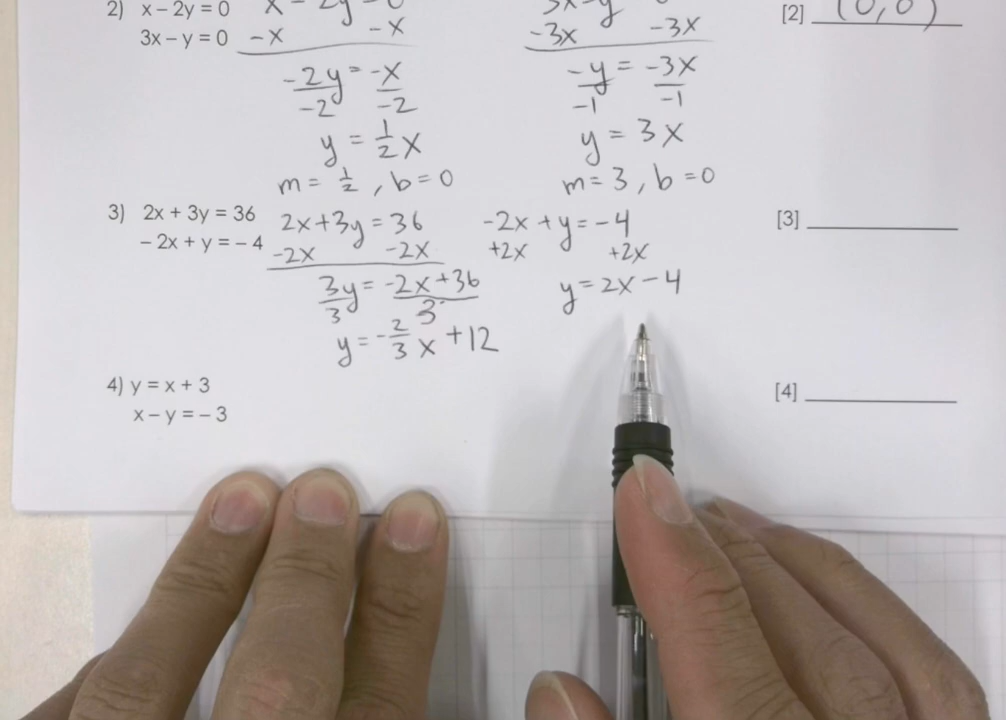 2) x – 2y = 0
3x – y = 0
-x -x
-2y = -x
-2 -2
y = 1/2 x
m = 1/2 , b = 0
-3x -3x
-y = -3x
-1 -1
y = 3x
m = 3 , b = 0
[2] (0,0)
3) 2x + 3y = 36
– 2x + y = – 4
2x+3y = 36
-2x -2x
3y = -2x+36
3 3
y = -2/3 x +12
-2x + y = -4
+2x +2x
y = 2x - 4
[3]
4) y = x + 3
x – y = – 3
[4]